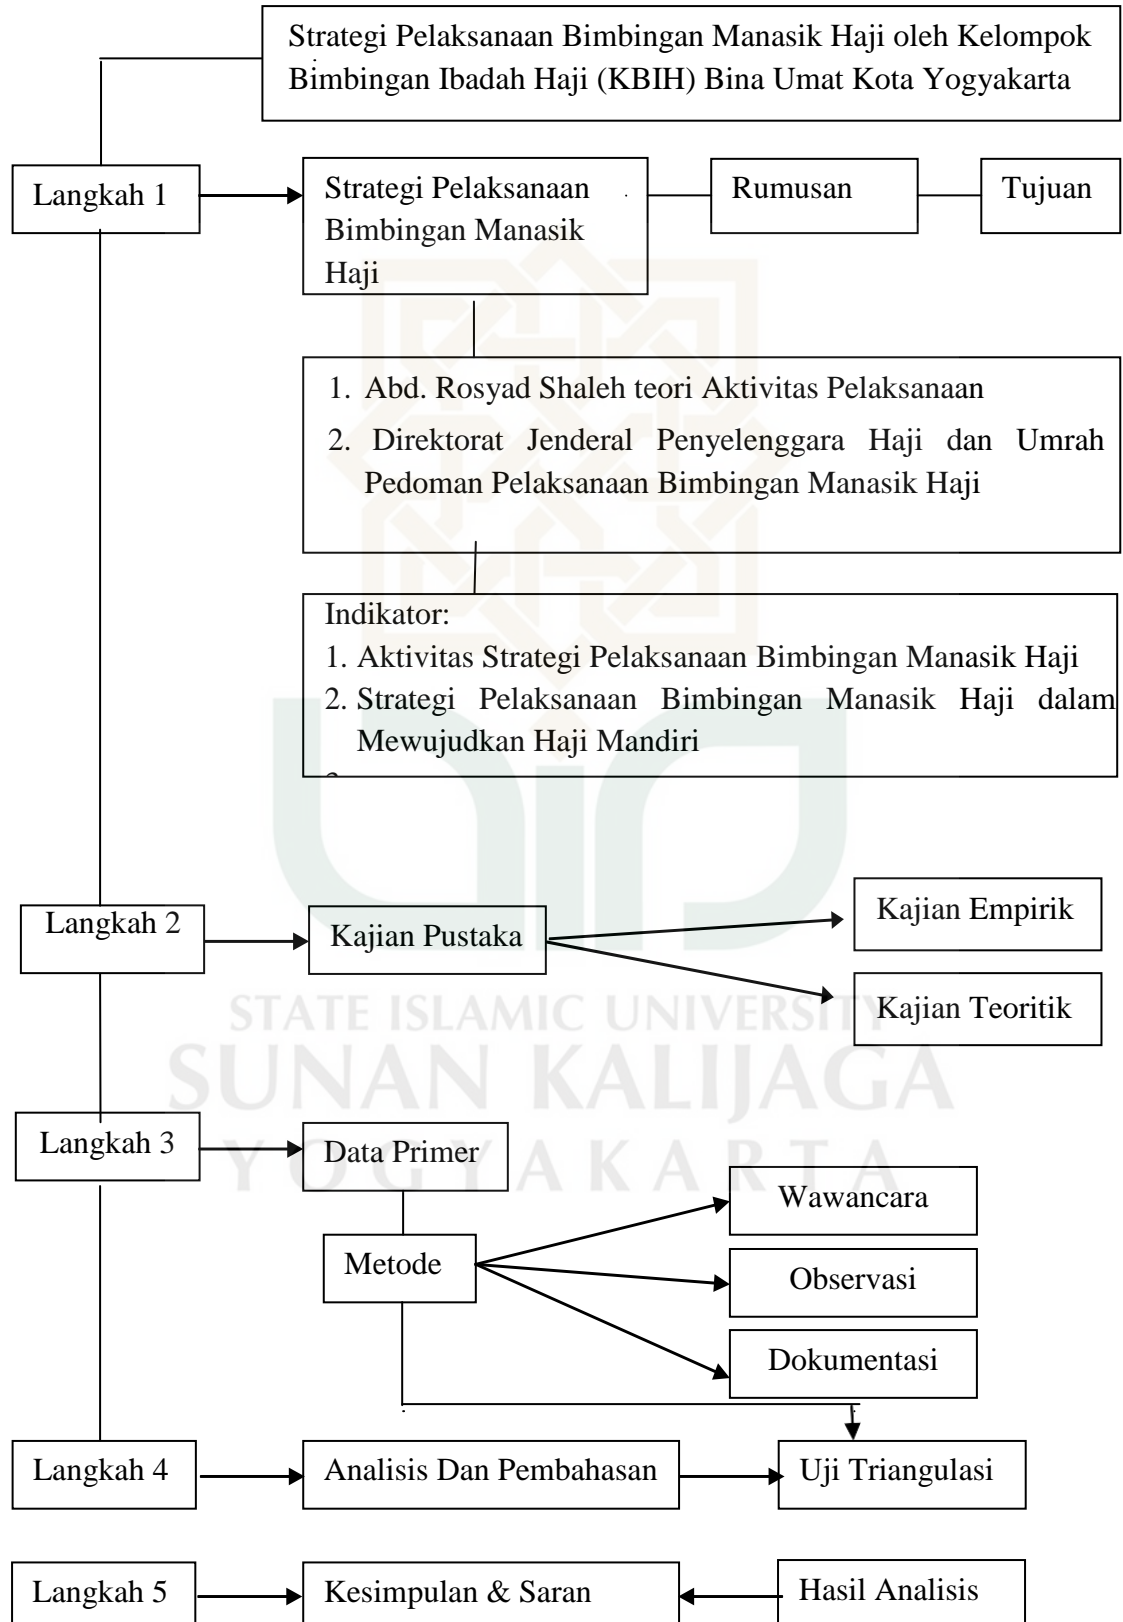 Strategi Pelaksanaan Bimbingan Manasik Haji oleh Kelompok
Bimbingan Ibadah Haji (KBIH) Bina Umat Kota Yogyakarta
Langkah 1
Strategi Pelaksanaan
Bimbingan Manasik
Haji
Rumusan
Tujuan
1. Abd. Rosyad Shaleh teori Aktivitas Pelaksanaan
2. Direktorat Jenderal Penyelenggara Haji dan Umrah
Pedoman Pelaksanaan Bimbingan Manasik Haji
Indikator:
1. Aktivitas Strategi Pelaksanaan Bimbingan Manasik Haji
2. Strategi Pelaksanaan Bimbingan Manasik Haji dalam
Mewujudkan Haji Mandiri
Langkah 2
Kajian Pustaka
Kajian Empirik
Kajian Teoritik
STATE ISLAMIC UNIVERSITY
SUNAN KALIJAGA
YOGYAKARTA
Langkah 3
Data Primer
Metode
Wawancara
Observasi
Dokumentasi
Langkah 4
Analisis Dan Pembahasan
Uji Triangulasi
Langkah 5
Kesimpulan & Saran
Hasil Analisis